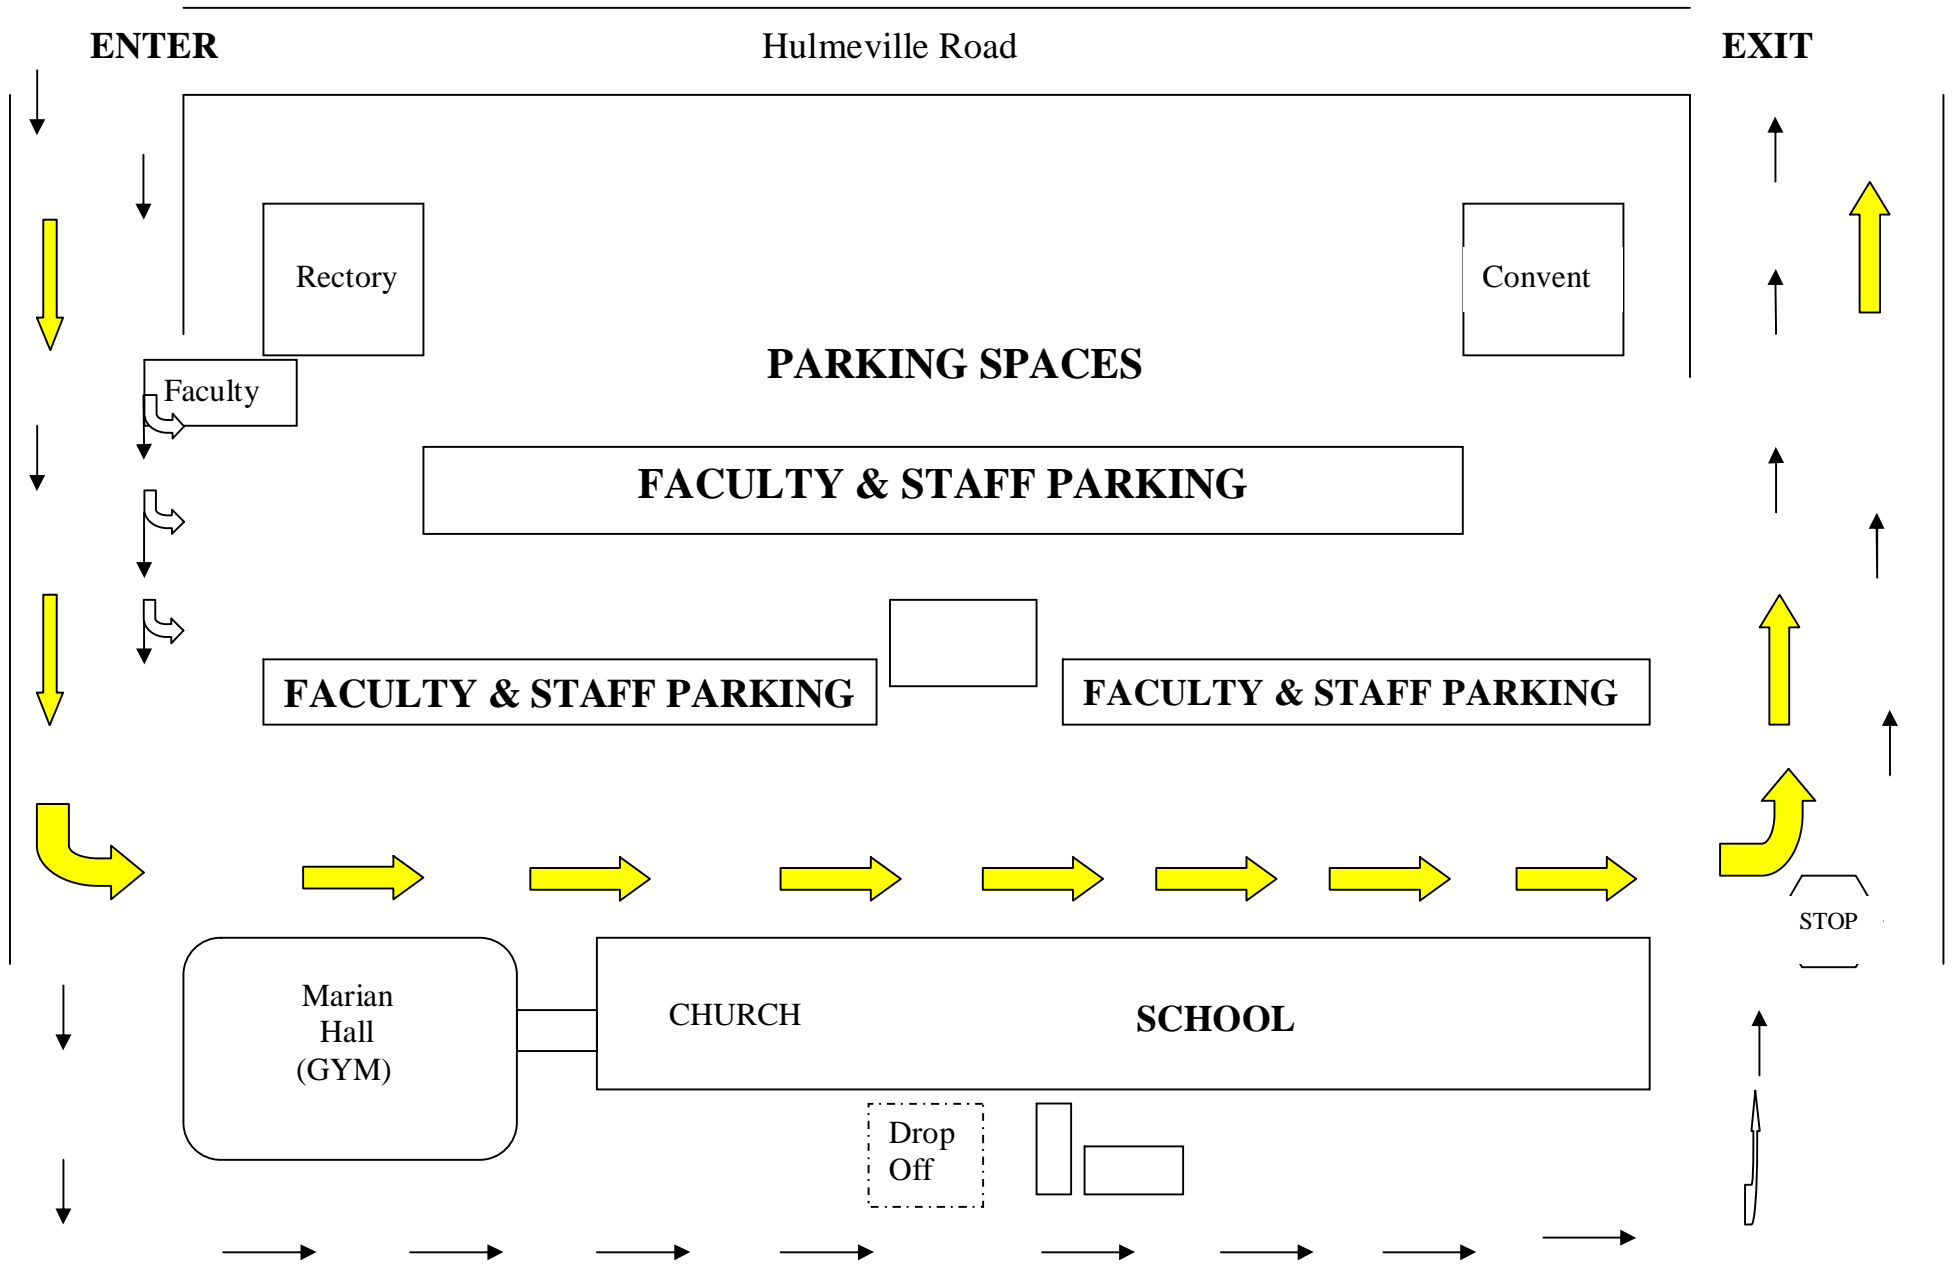 ENTER
Hulmeville Road
EXIT
Rectory
Convent
PARKING SPACES
Faculty
FACULTY & STAFF PARKING
FACULTY & STAFF PARKING
FACULTY & STAFF PARKING
STOP
Marian
Hall
(GYM)
CHURCH
SCHOOL
Drop
Off